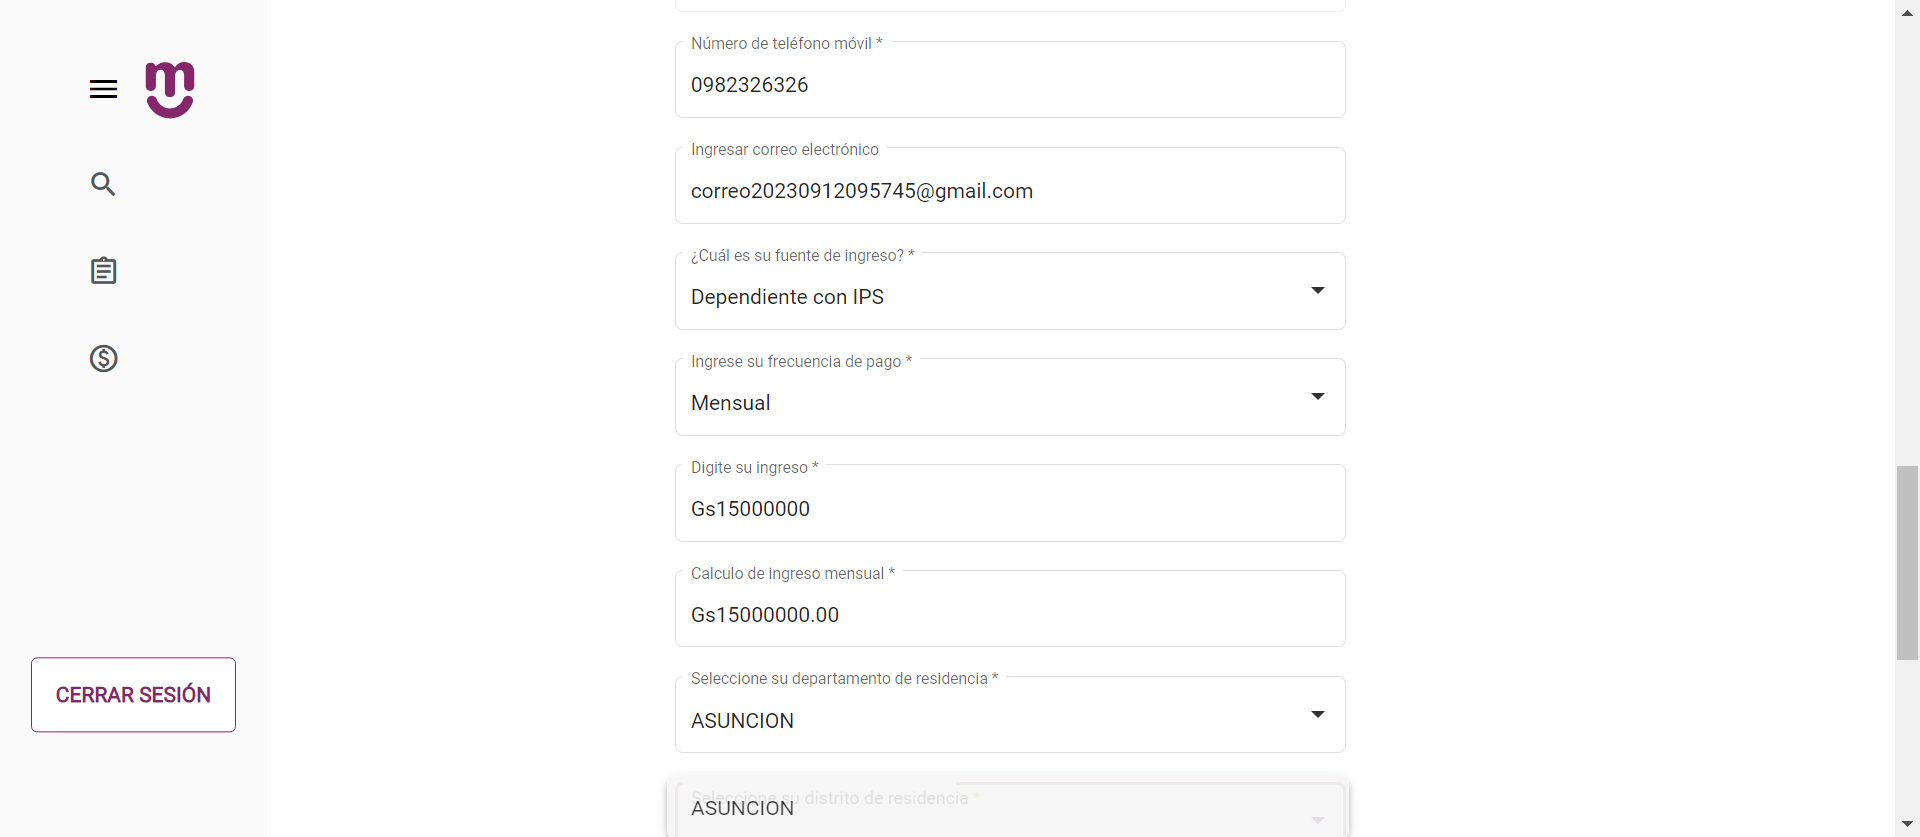 Número de teléfono móvil *
0982326326
Ingresar correo electrónico
correo20230912095745@gmail.com
¿Cuál es su fuente de ingreso? *
Dependiente con IPS
Ingrese su frecuencia de pago *
Mensual
Digite su ingreso *
Gs15000000
Calculo de ingreso mensual *
Gs15000000.00
CERRAR SESIÓN
Seleccione su departamento de residencia *
ASUNCION
Seleccione su distrito de residencia *
ASUNCION